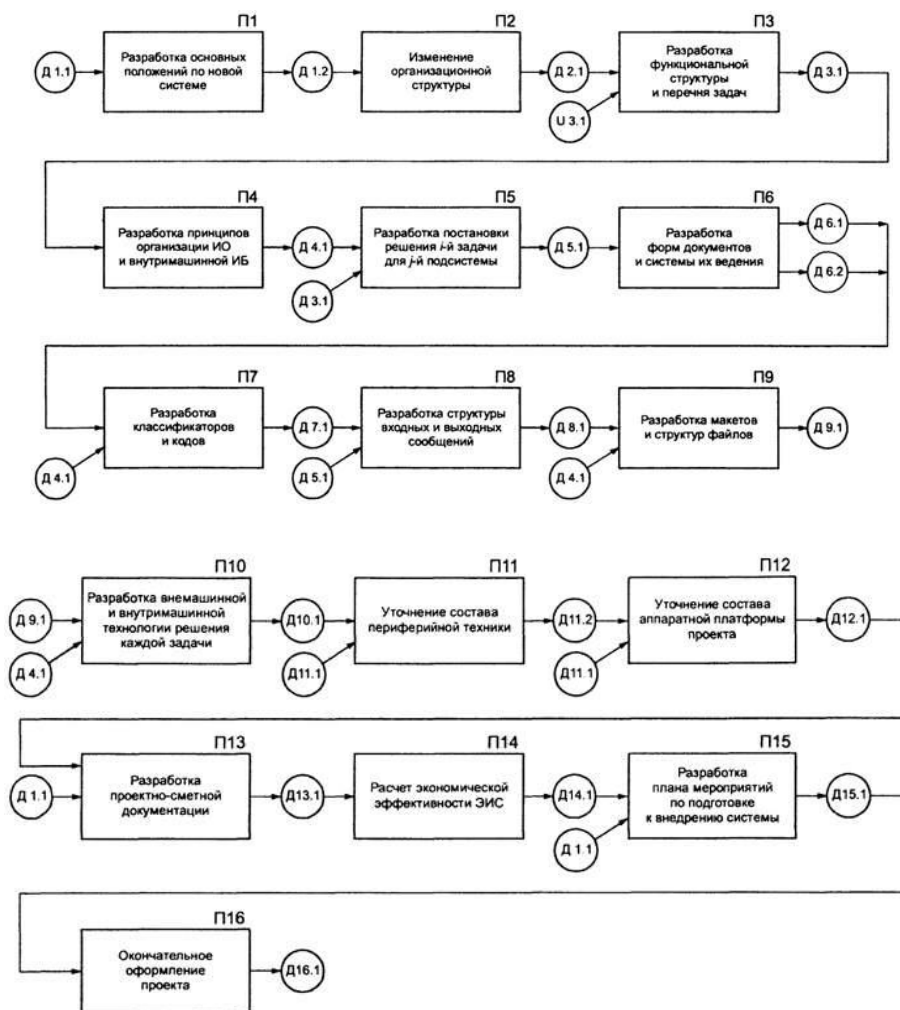 П1
П2
П3
Д 1.1
Разработка основных
положений по новой
системе
Д 1.2
Изменение
организационной
структуры
Д 2.1
U 3.1
Разработка
функциональной
структуры
и перечня задач
Д 3.1
П4
П5
П6
Разработка принципов
организации ИО
и внутримашинной ИБ
Д 4.1
Д 3.1
Разработка постановки
решения i-й задачи
для j-й подсистемы
Д 5.1
Разработка
форм документов
и системы их ведения
Д 6.1
Д 6.2
П7
П8
П9
Д 4.1
Разработка
классификаторов
и кодов
Д 7.1
Д 5.1
Разработка структуры
входных и выходных
сообщений
Д 8.1
Д 4.1
Разработка макетов
и структур файлов
Д 9.1
П10
П11
П12
Д 9.1
Д 4.1
Разработка внемашинной
и внутримашинной
технологии решения
каждой задачи
Д10.1
Д11.1
Уточнение состава
периферийной техники
Д11.2
Д11.1
Уточнение состава
аппаратной платформы
проекта
Д12.1
П13
П14
П15
Д 1.1
Разработка
проектно-сметной
документации
Д13.1
Расчет экономической
эффективности ЭИС
Д14.1
Д 1.1
Разработка
плана мероприятий
по подготовке
к внедрению системы
Д15.1
П16
Окончательное
оформление
проекта
Д16.1